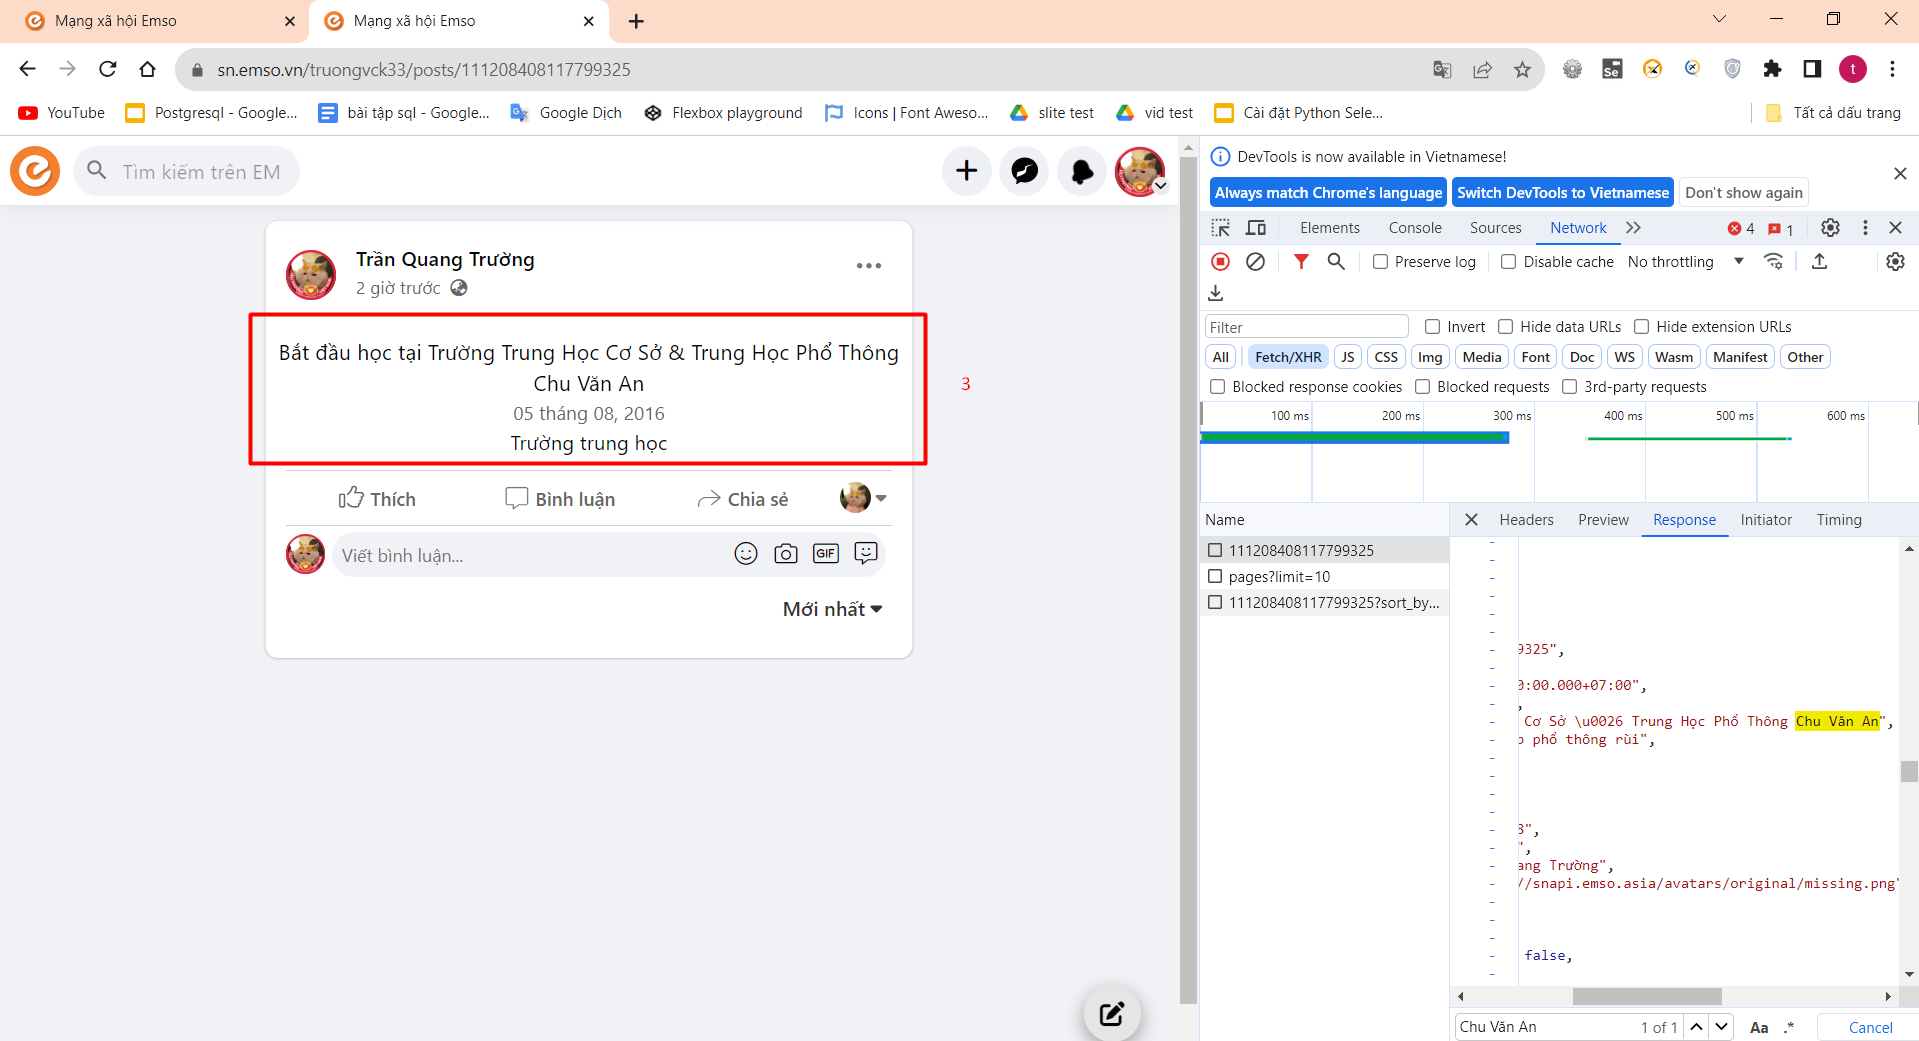 Mạng xã hội Emso
Mạng xã hội Emso
sn.emso.vn/truongvck33/posts/111208408117799325
Se
t
YouTube
Postgresql - Google...
bài tập sql - Google...
Google Dịch
Flexbox playground
Icons | Font Aweso...
slite test
vid test
Cài đặt Python Sele...
Tất cả dấu trang
Tìm kiếm trên EM
Trần Quang Trường
2 giờ trước
Bắt đầu học tại Trường Trung Học Cơ Sở & Trung Học Phổ Thông
Chu Văn An
05 tháng 08, 2016
Trường trung học
3
Thích
Bình luận
Chia sẻ
Viết bình luận...
GIF
Mới nhất
DevTools is now available in Vietnamese!
Always match Chrome's language
Switch DevTools to Vietnamese
Don't show again
Elements
Console
Sources
Network
4
1
Preserve log
Disable cache
No throttling
Filter
Invert
Hide data URLs
Hide extension URLs
All
Fetch/XHR
JS
CSS
Img
Media
Font
Doc
WS
Wasm
Manifest
Other
Blocked response cookies
Blocked requests
3rd-party requests
100 ms
200 ms
300 ms
400 ms
500 ms
600 ms
Name
Headers
Preview
Response
Initiator
Timing
111208408117799325
pages?limit=10
111208408117799325?sort_by...
9325",
0:00.000+07:00",
,
Cơ Sở \u0026 Trung Học Phổ Thông Chu Văn An",
phổ thông rùi",
3",
",
ang Trường",
//snapi.emso.asia/avatars/original/missing.png"
false,
Chu Văn An
1 of 1
Aa
.*
Cancel